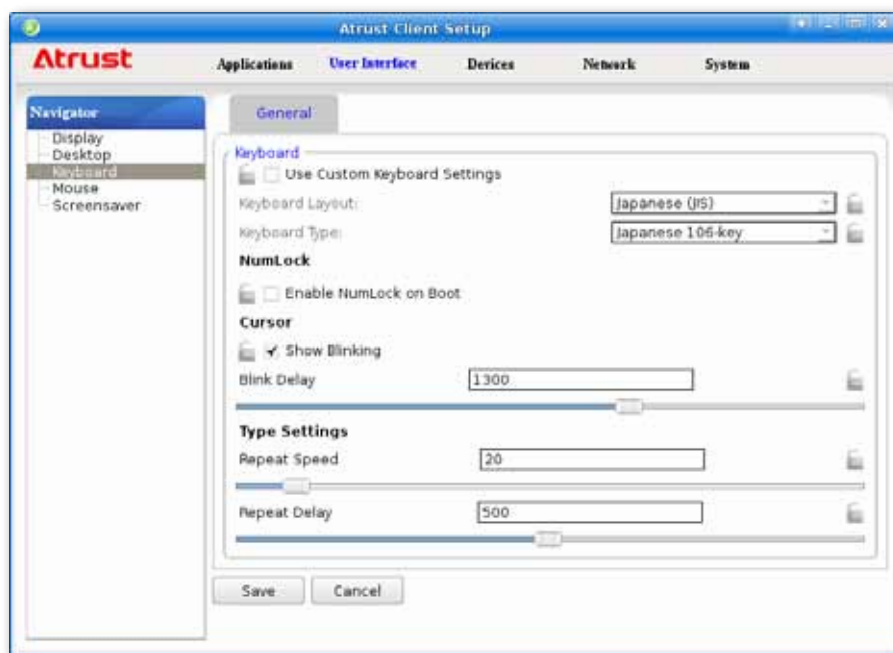 Atrust Client Setup
Atrust
Applications User Interface Devices Network System
Navigator
Display
Desktop
Keyboard
Mouse
Screensaver
General
Keyboard
Use Custom Keyboard Settings
Keyboard Layout: Japanese (JIS)
Keyboard Type: Japanese 106-key
NumLock
Enable NumLock on Boot
Cursor
Show Blinking
Blink Delay 1300
Type Settings
Repeat Speed 20
Repeat Delay 500
Save Cancel